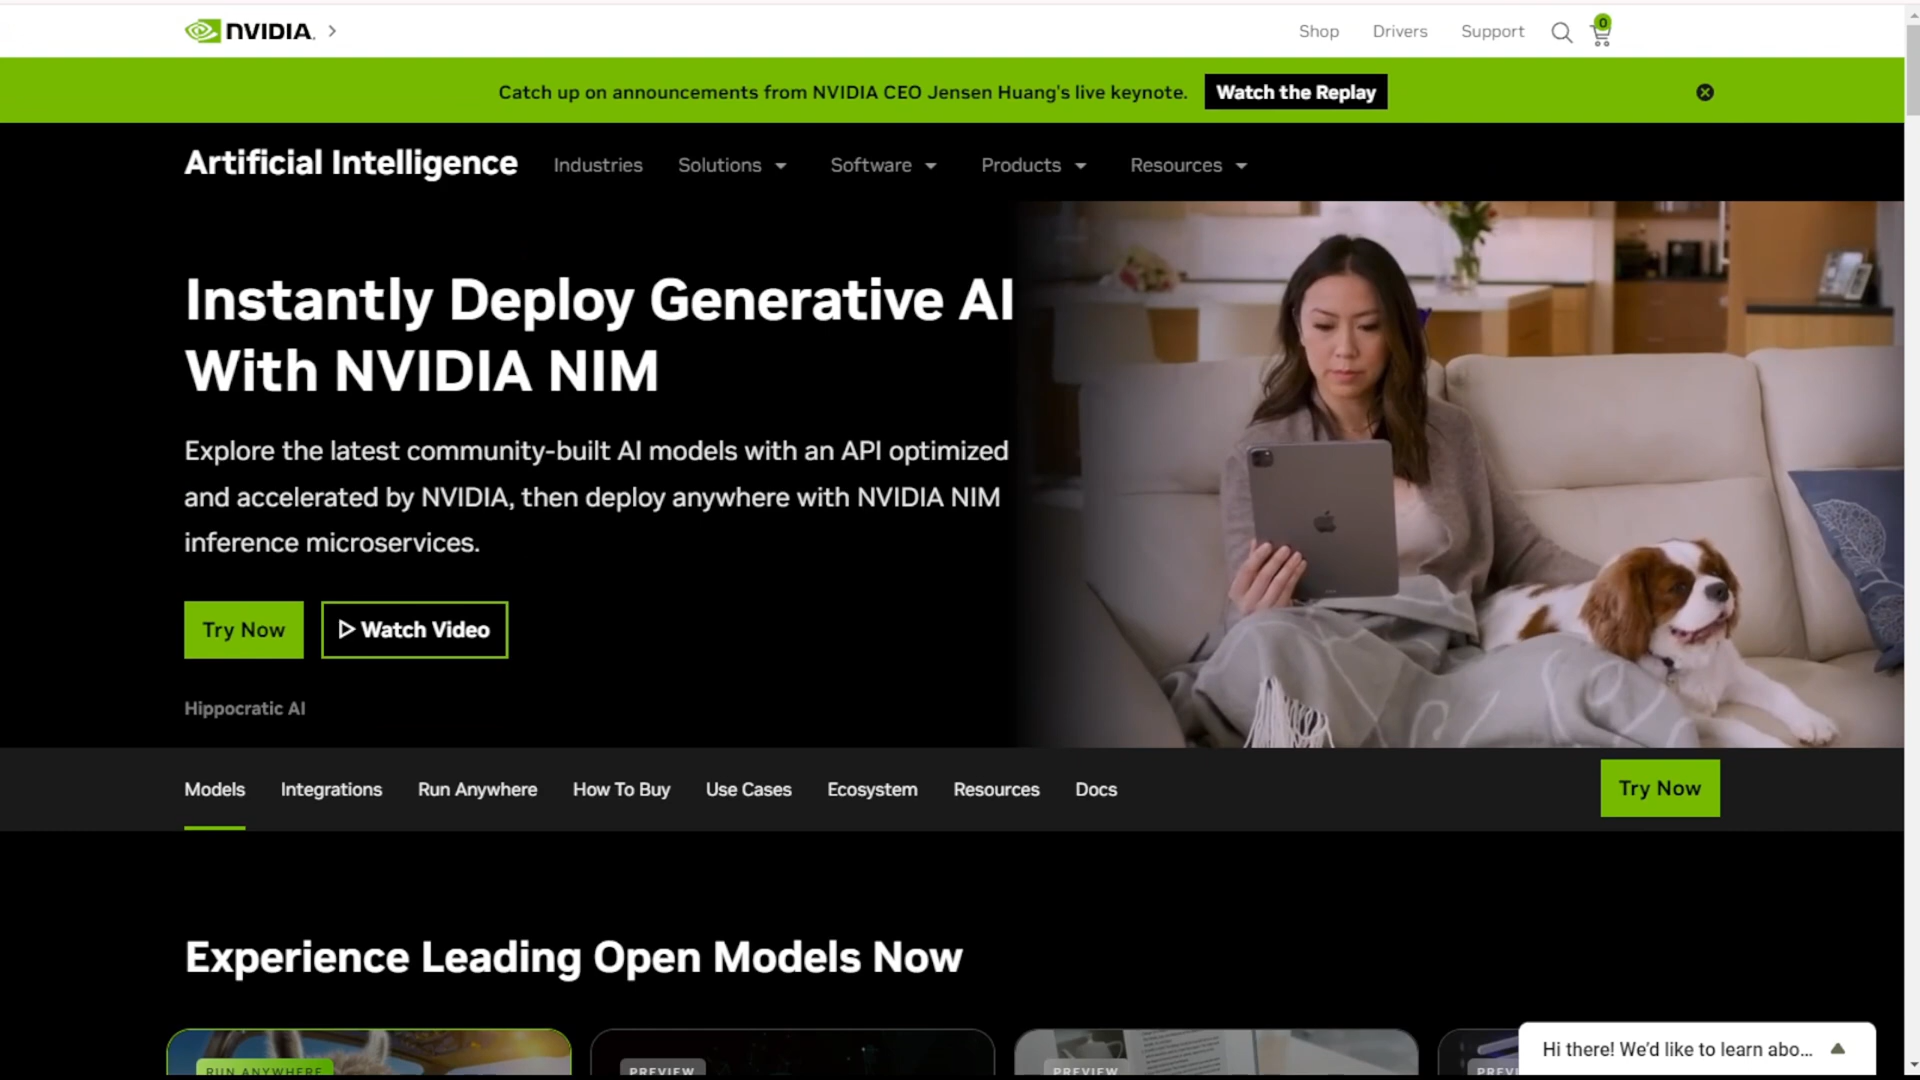 NVIDIA.
Shop
Drivers
Support
0
Catch up on announcements from NVIDIA CEO Jensen Huang's live keynote.
Watch the Replay
Artificial Intelligence
Industries
Solutions
Software
Products
Resources
Instantly Deploy Generative AI
With NVIDIA NIM
Explore the latest community-built AI models with an API optimized
and accelerated by NVIDIA, then deploy anywhere with NVIDIA NIM
inference microservices.
Try Now
Watch Video
Hippocratic AI
Models
Integrations
Run Anywhere
How To Buy
Use Cases
Ecosystem
Resources
Docs
Try Now
Experience Leading Open Models Now
RUN ANYWHERE
PREVIEW
PREVIEW
PREVI
Hi there! We'd like to learn abo...